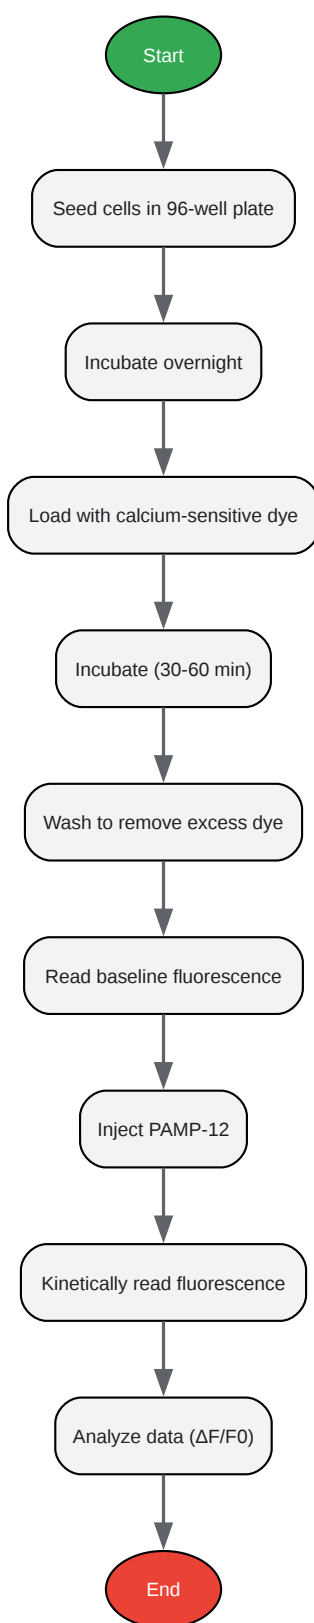 Start
Seed cells in 96-well plate
Incubate overnight
Load with calcium-sensitive dye
Incubate (30-60 min)
Wash to remove excess dye
Read baseline fluorescence
Inject PAMP-12
Kinetically read fluorescence
Analyze data (ΔF/F0)
End